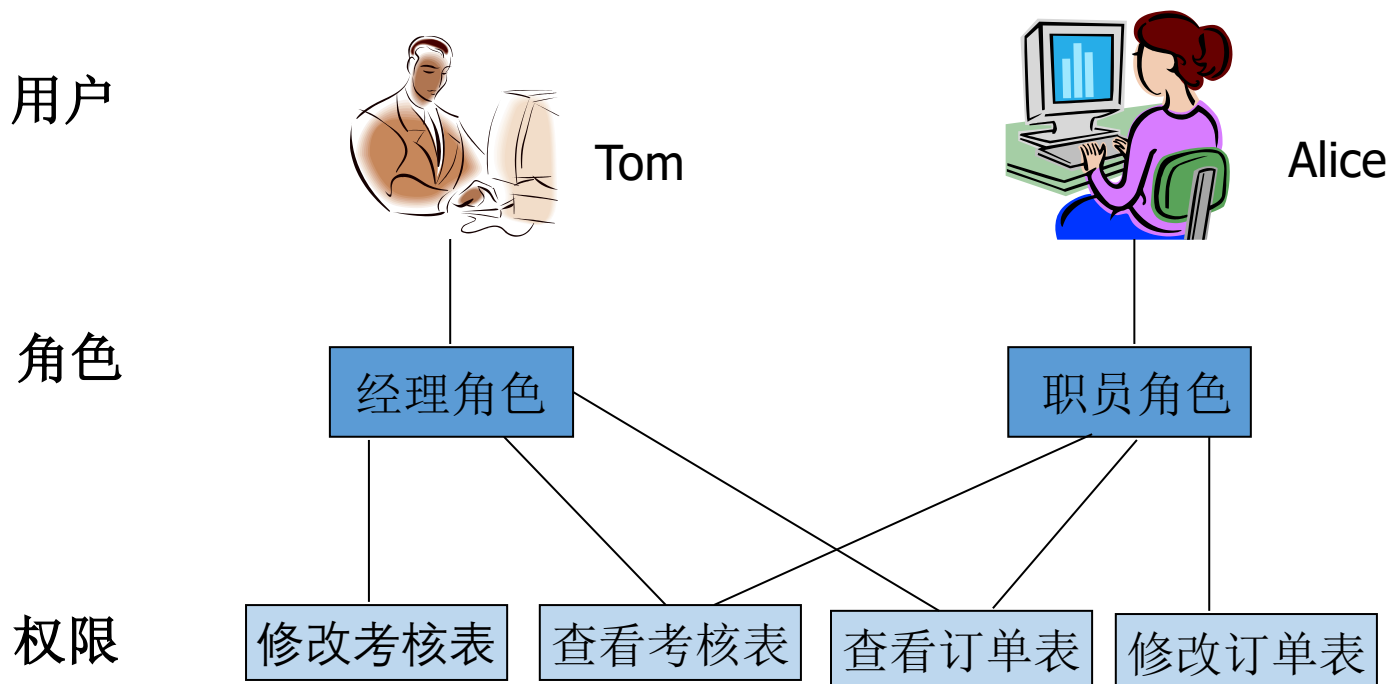 用户
Tom
Alice
角色
经理角色
职员角色
权限
修改考核表
查看考核表
查看订单表
修改订单表